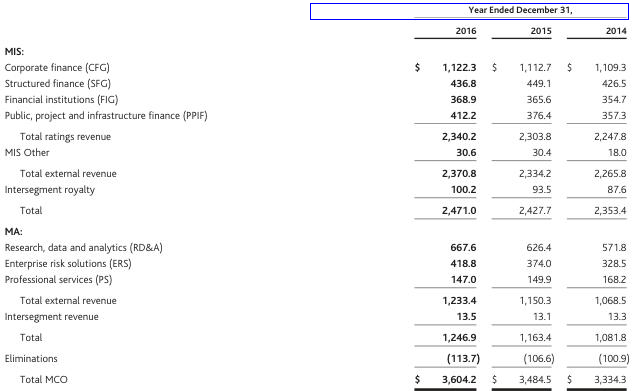 Year Ended December 31,
2016 2015 2014
MIS:
Corporate finance (CFG) $ 1,122.3 $ 1,112.7 $ 1,109.3
Structured finance (SFG) 436.8 449.1 426.5
Financial institutions (FIG) 368.9 365.6 354.7
Public, project and infrastructure finance (PPIF) 412.2 376.4 357.3
Total ratings revenue 2,340.2 2,303.8 2,247.8
MIS Other 30.6 30.4 18.0
Total external revenue 2,370.8 2,334.2 2,265.8
Intersegment royalty 100.2 93.5 87.6
Total 2,471.0 2,427.7 2,353.4
MA:
Research, data and analytics (RD&A) 667.6 626.4 571.8
Enterprise risk solutions (ERS) 418.8 374.0 328.5
Professional services (PS) 147.0 149.9 168.2
Total external revenue 1,233.4 1,150.3 1,068.5
Intersegment revenue 13.5 13.1 13.3
Total 1,246.9 1,163.4 1,081.8
Eliminations (113.7) (106.6) (100.9)
Total MCO $ 3,604.2 $ 3,484.5 $ 3,334.3